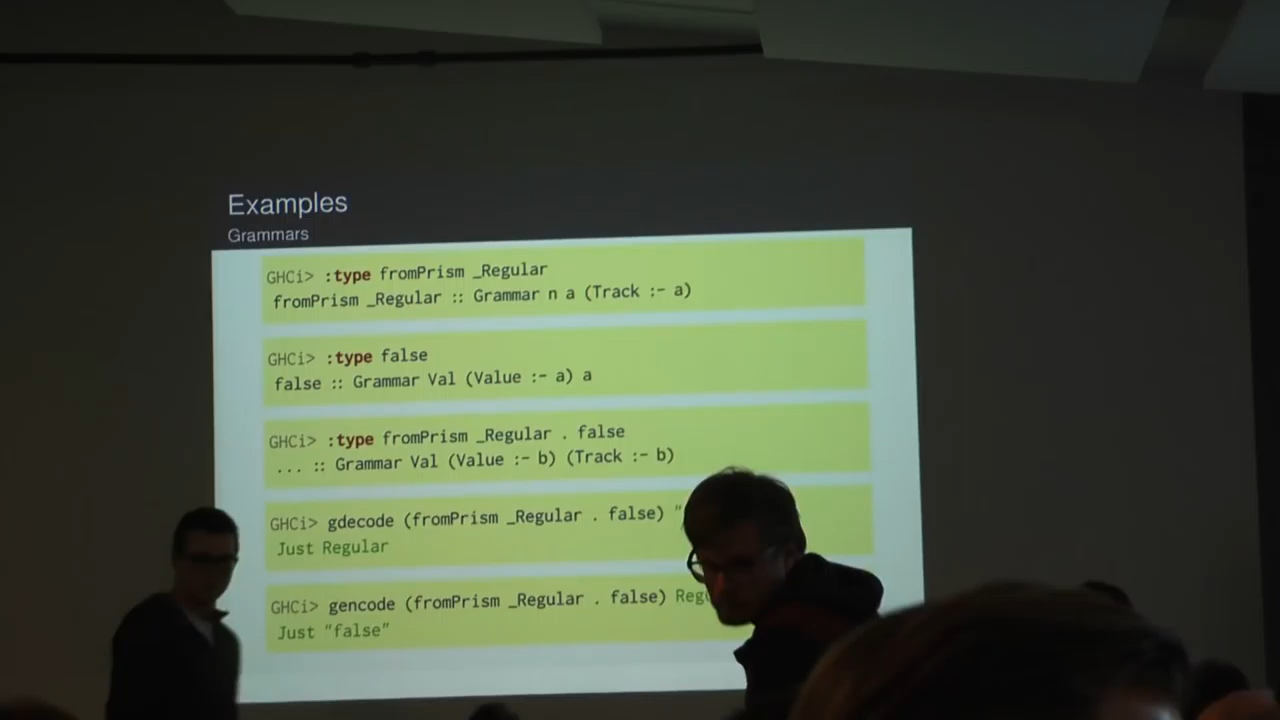 Examples
Grammars
GHCi> :type fromPrism _Regular
fromPrism _Regular :: Grammar n a (Track :- a)
GHCi> :type false
false :: Grammar Val (Value :- a) a
GHCi> :type fromPrism _Regular . false
... :: Grammar Val (Value :- b) (Track :- b)
GHCi> gdecode (fromPrism _Regular . false) "
Just Regular
GHCi> gencode (fromPrism _Regular . false)
Just "false"